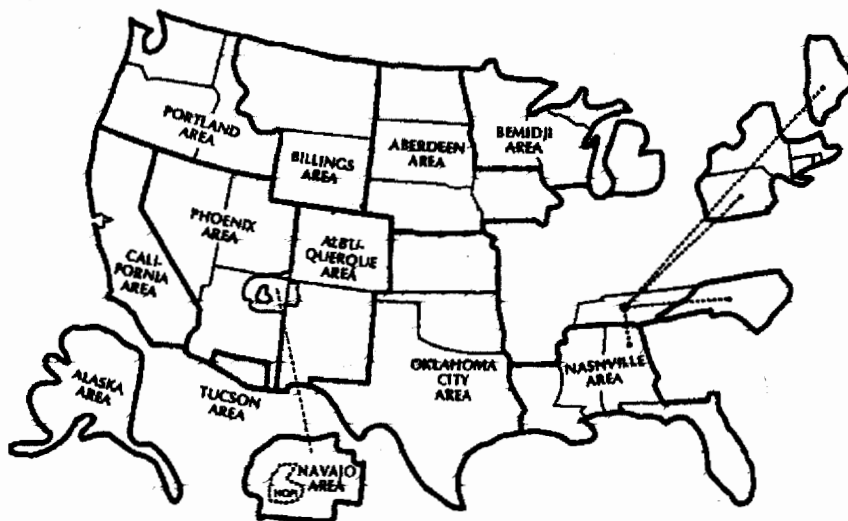 PORTLAND
AREA
BILLINGS
AREA
ABERDEEN
AREA
BEMIDJI
AREA
PHOENIX
AREA
ALBU-
QUERQUE
AREA
CALI-
FORNIA
AREA
ALASKA
AREA
TUCSON
AREA
OKLAHOMA
CITY
AREA
NASHVILLE
AREA
NAVAJO
AREA
HOPI